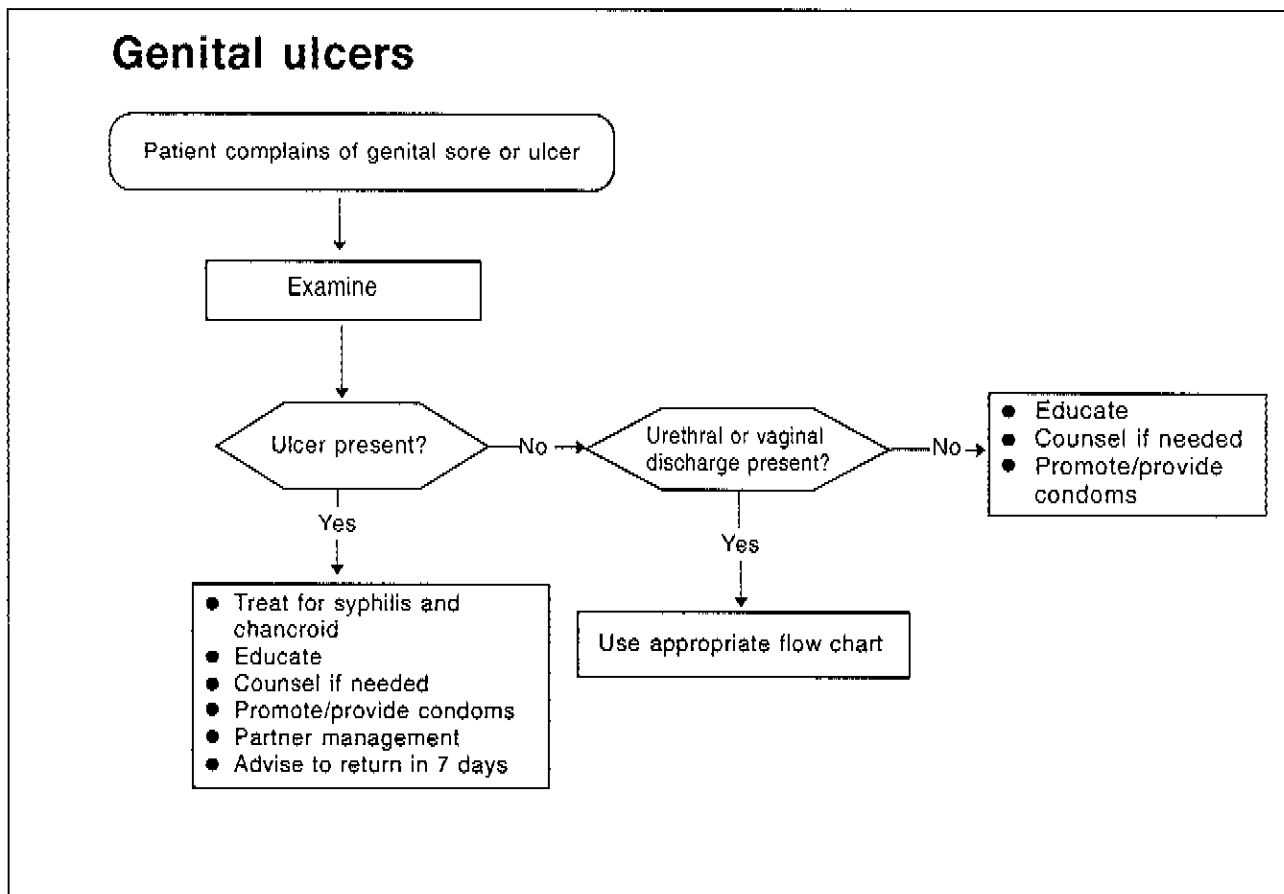 Genital ulcers
Patient complains of genital sore or ulcer
Examine
Ulcer present?
No
Urethral or vaginal
discharge present?
No
● Educate
● Counsel if needed
● Promote/provide
condoms
Yes
Yes
● Treat for syphilis and
chancroid
● Educate
● Counsel if needed
● Promote/provide condoms
● Partner management
● Advise to return in 7 days
Use appropriate flow chart